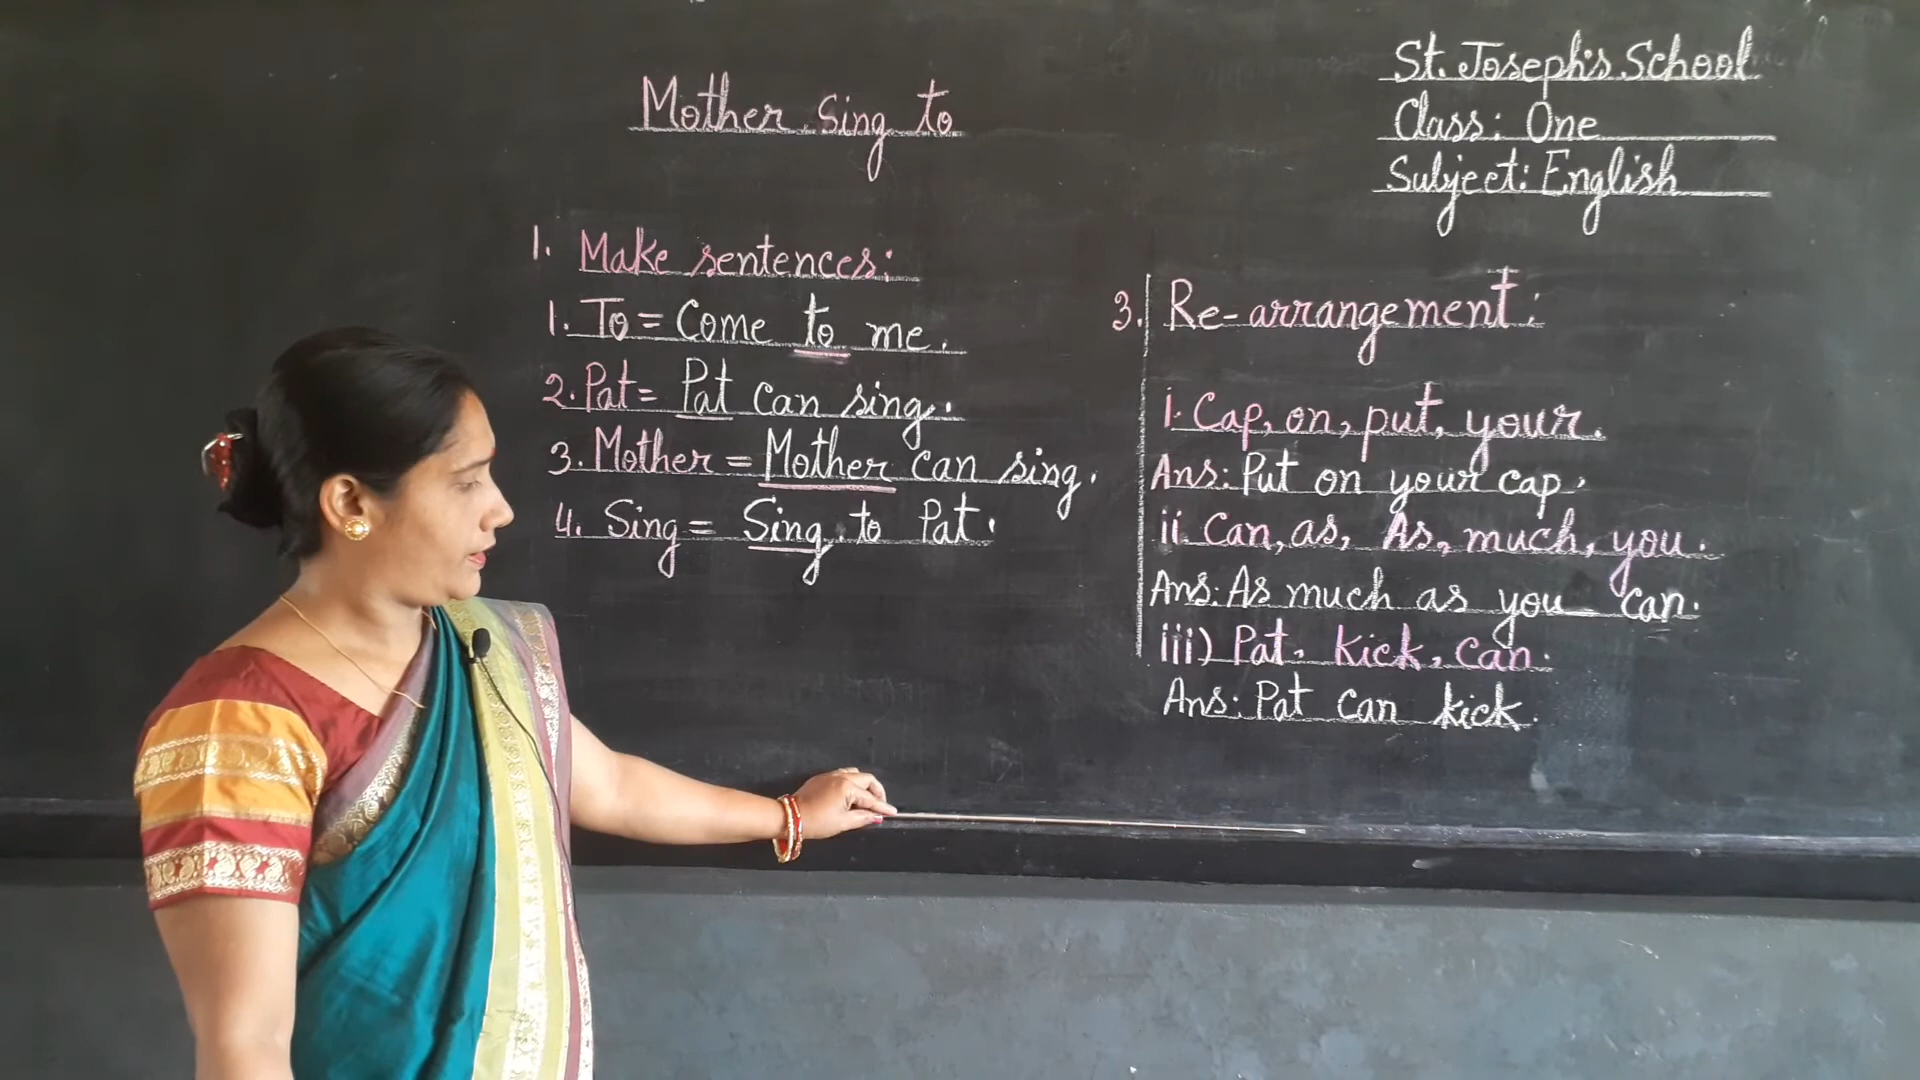 St. Joseph's School
Class: One
Subject: English
Mother Sing to
1. Make sentences:
1. To = Come to me.
2. Pat = Pat can sing.
3. Mother = Mother can sing.
4. Sing = Sing to Pat.
3. Re-arrangement:
i. Cap, on, put, your.
Ans: Put on your cap.
ii. Can, as, As, much, you.
Ans: As much as you can.
iii) Pat, kick, can.
Ans: Pat can kick.